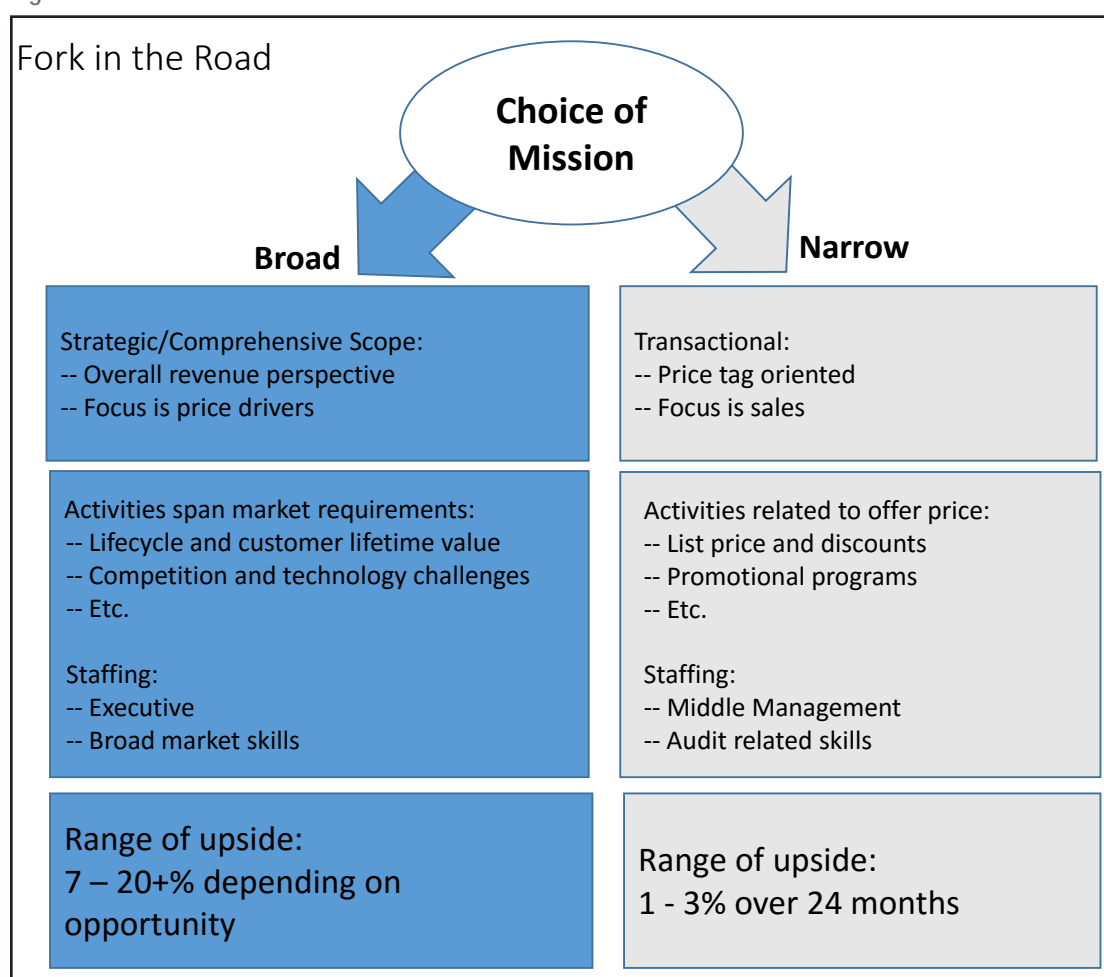 Fork in the Road
Choice of
Mission
Broad
Narrow
Strategic/Comprehensive Scope:
-- Overall revenue perspective
-- Focus is price drivers
Transactional:
-- Price tag oriented
-- Focus is sales
Activities span market requirements:
-- Lifecycle and customer lifetime value
-- Competition and technology challenges
-- Etc.
Staffing:
-- Executive
-- Broad market skills
Activities related to offer price:
-- List price and discounts
-- Promotional programs
-- Etc.
Staffing:
-- Middle Management
-- Audit related skills
Range of upside:
7 – 20+% depending on
opportunity
Range of upside:
1 - 3% over 24 months